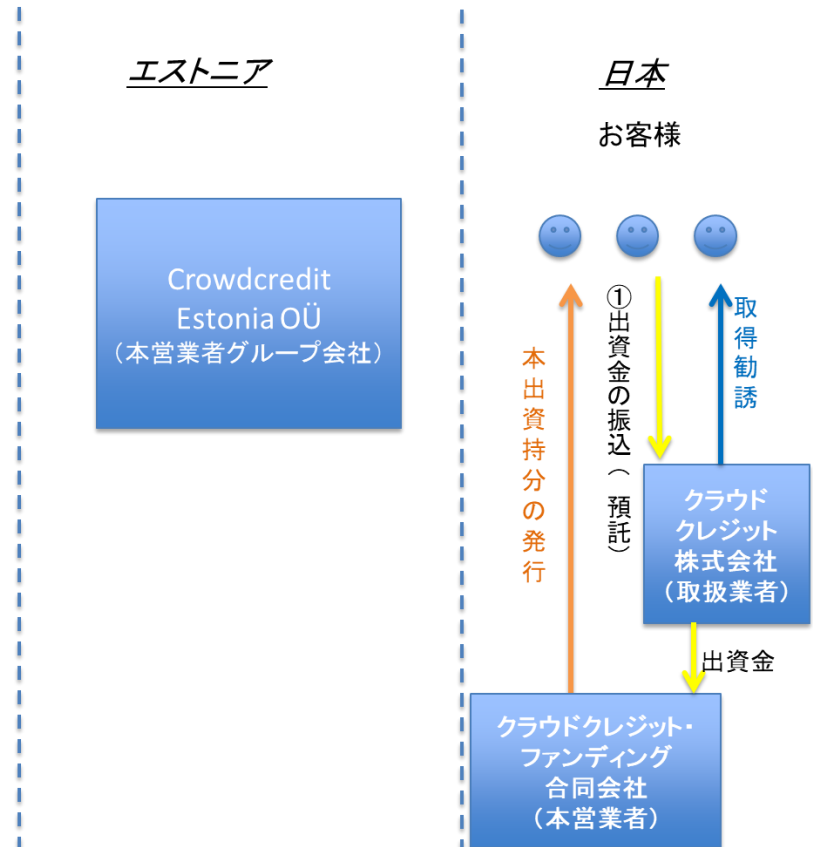 エストニア
日本
お客様
Crowdcredit
Estonia OÜ
（本営業者グループ会社）
本出資持分の発行
①出資金の振込（預託）
取得勧誘
クラウド
クレジット
株式会社
（取扱業者）
出資金
クラウドクレジット・
ファンディング
合同会社
（本営業者）